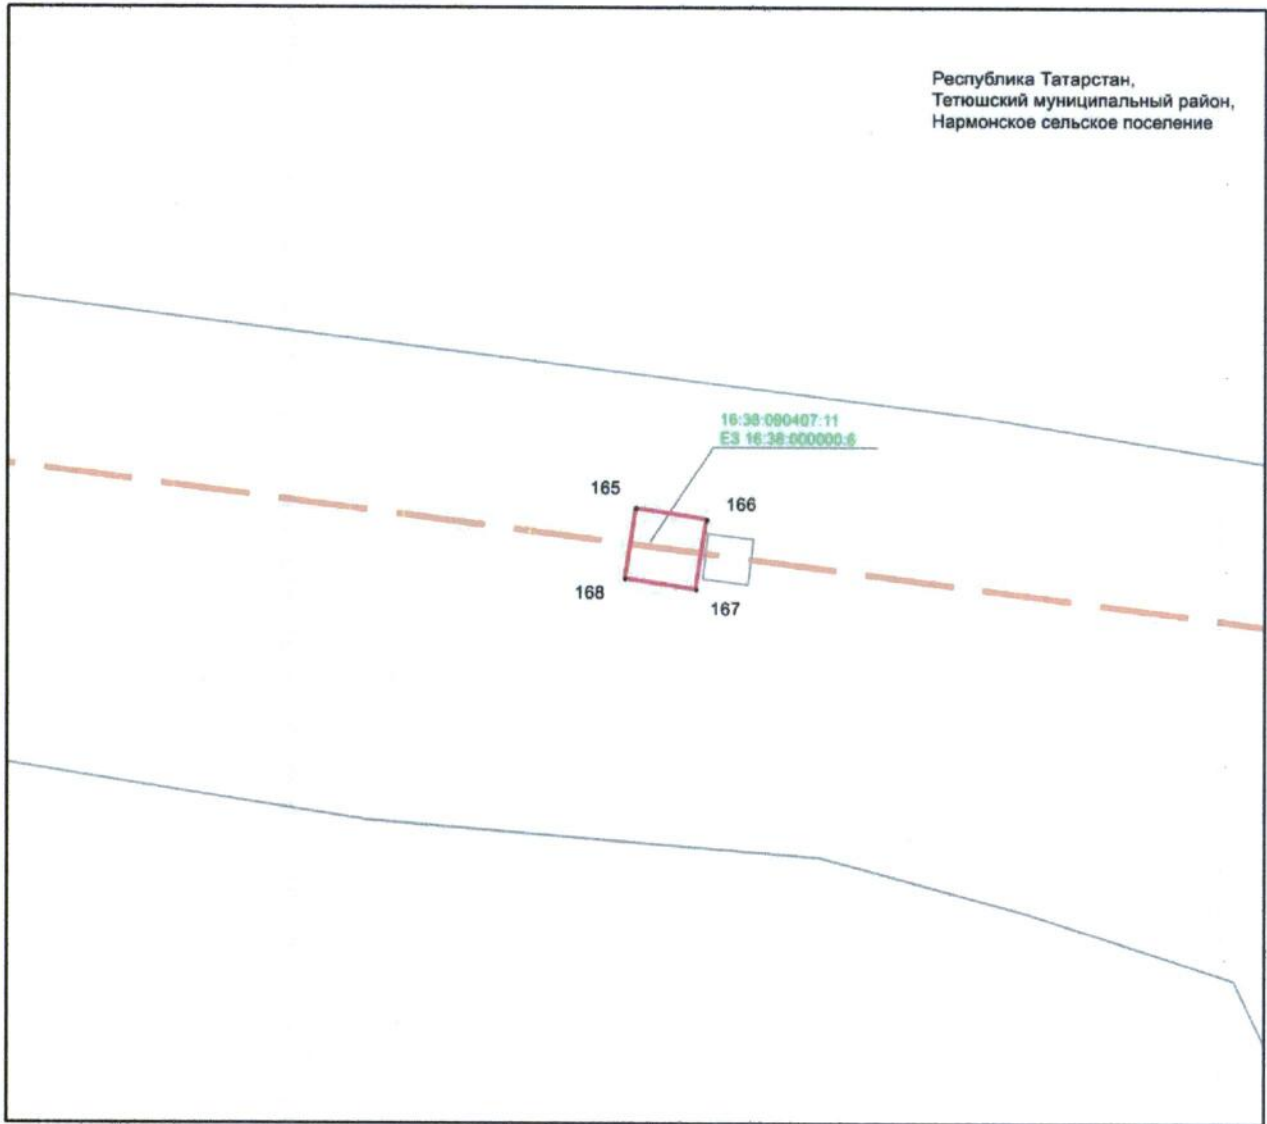 Республика Татарстан,
Тетюшский муниципальный район,
Нармонское сельское поселение
16:38:090407:11
ЕЗ 16:38:000000:6
165
166
168
167